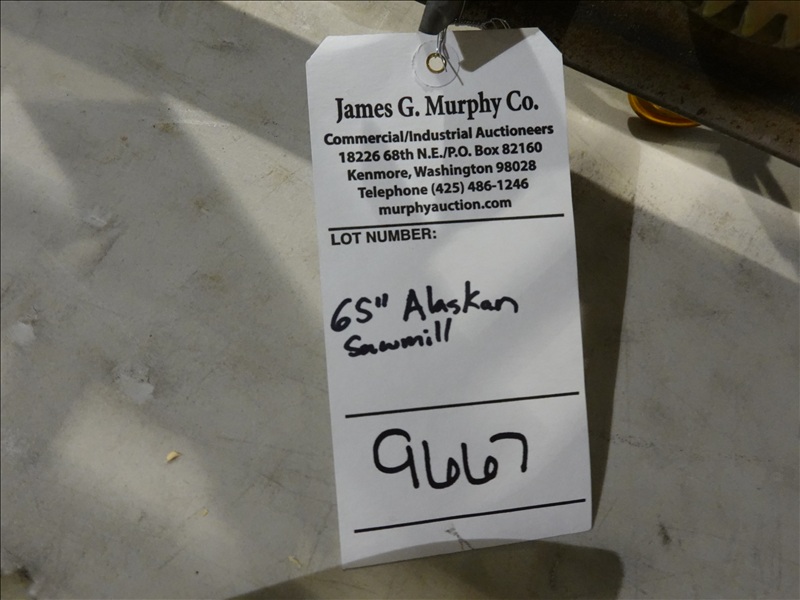 James G. Murphy Co.
Commercial/Industrial Auctioneers
18226 68th N.E./P.O. Box 82160
Kenmore, Washington 98028
Telephone (425) 486-1246
murphyauction.com
LOT NUMBER:
65" Alaskan
Sawmill
9667